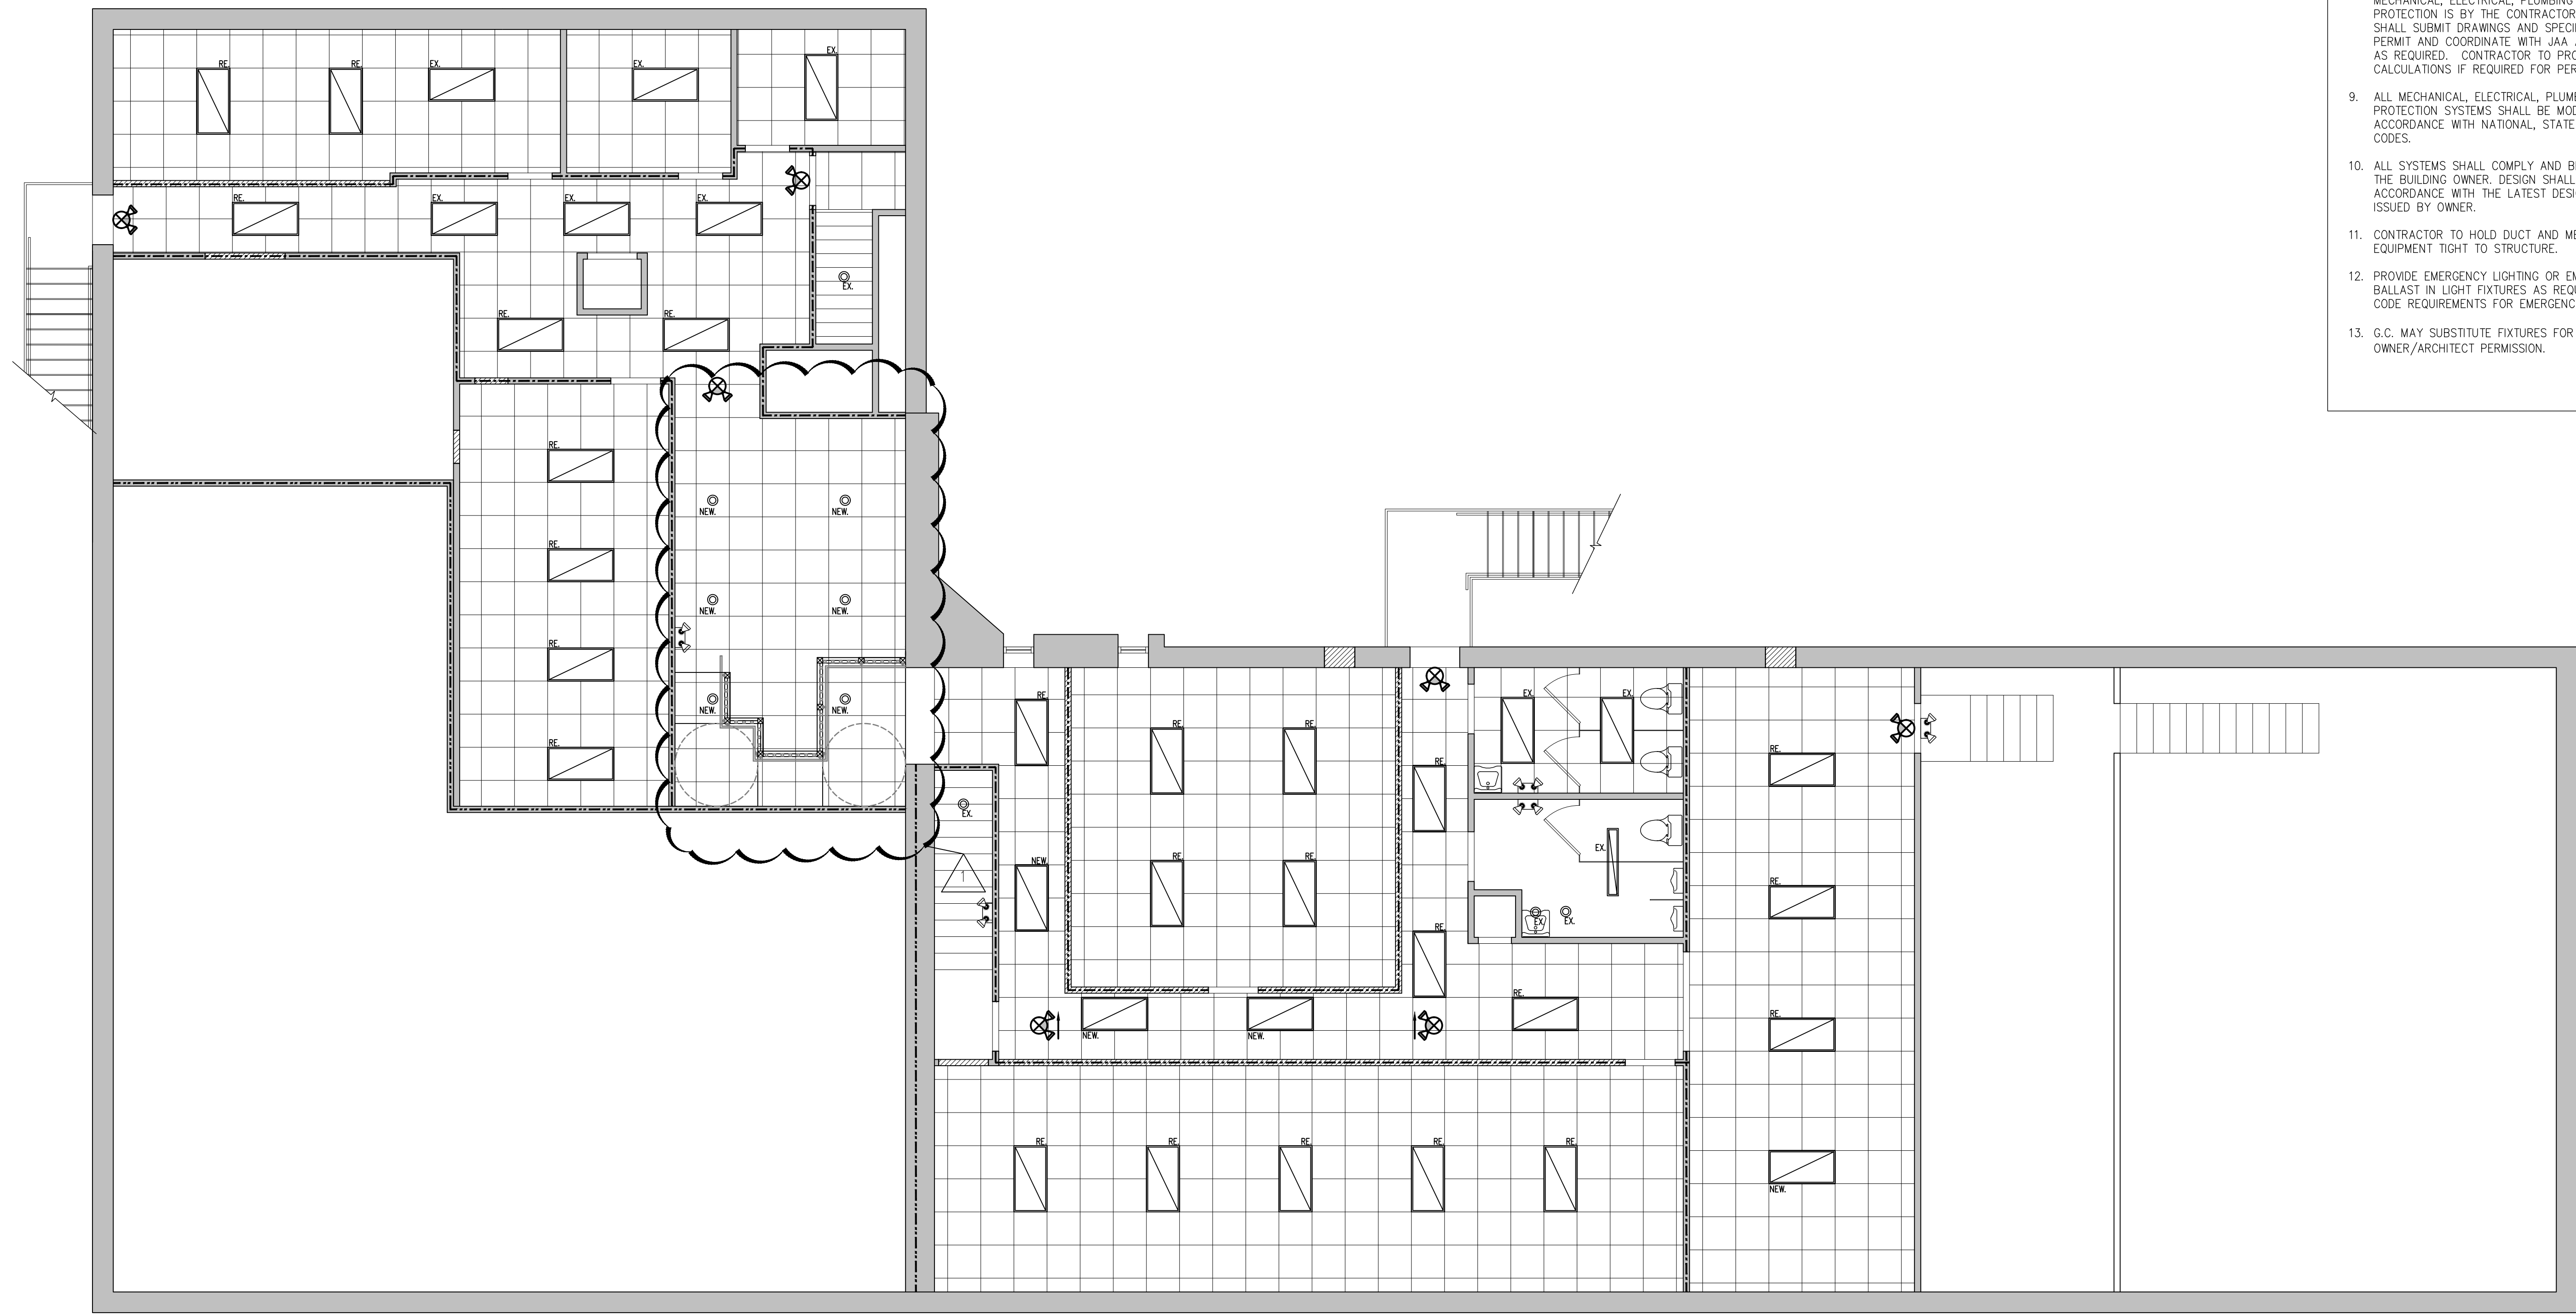 MECHANICAL, ELECTRICAL, PLUMBING
PROTECTION IS BY THE CONTRACTOR
SHALL SUBMIT DRAWINGS AND SPECI
PERMIT AND COORDINATE WITH JAA
AS REQUIRED. CONTRACTOR TO PRO
CALCULATIONS IF REQUIRED FOR PER
9. ALL MECHANICAL, ELECTRICAL, PLUMB
PROTECTION SYSTEMS SHALL BE MOD
ACCORDANCE WITH NATIONAL, STATE
CODES.
10. ALL SYSTEMS SHALL COMPLY AND B
THE BUILDING OWNER. DESIGN SHALL
ACCORDANCE WITH THE LATEST DESI
ISSUED BY OWNER.
11. CONTRACTOR TO HOLD DUCT AND ME
EQUIPMENT TIGHT TO STRUCTURE.
12. PROVIDE EMERGENCY LIGHTING OR EM
BALLAST IN LIGHT FIXTURES AS REQU
CODE REQUIREMENTS FOR EMERGENC
13. G.C. MAY SUBSTITUTE FIXTURES FOR
OWNER/ARCHITECT PERMISSION.
RE.
RE.
EX.
EX.
EX.
RE.
EX.
EX.
EX.
EX.
RE.
RE.
RE.
NEW.
NEW.
RE.
NEW.
NEW.
RE.
NEW.
NEW.
RE.
RE.
RE.
RE.
EX.
EX.
RE.
RE.
EX.
NEW.
1
RE.
RE.
EX.
RE.
EX.
EX.
RE.
RE.
RE.
NEW.
NEW.
RE.
RE.
RE.
RE.
RE.
NEW.